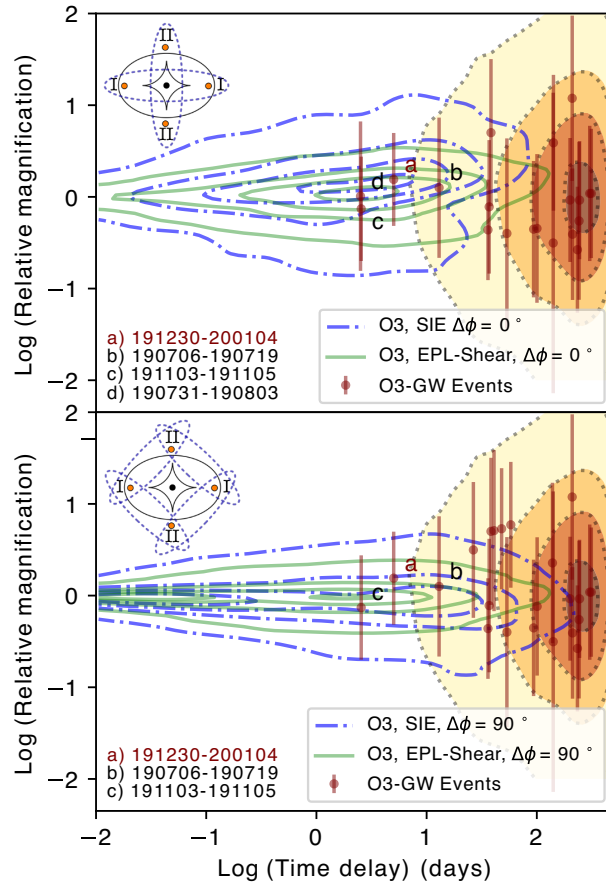 2
II
I
I
II
1
0
−1
−2
Log (Relative magnification)
a
b
d
c
a) 191230-200104
b) 190706-190719
c) 191103-191105
d) 190731-190803
O3, SIE Δϕ = 0 °
O3, EPL-Shear, Δϕ = 0 °
O3-GW Events
2
II
I
I
II
1
0
−1
−2
Log (Relative magnification)
a
b
c
a) 191230-200104
b) 190706-190719
c) 191103-191105
O3, SIE, Δϕ = 90 °
O3, EPL-Shear, Δϕ = 90 °
O3-GW Events
−2
−1
0
1
2
Log (Time delay) (days)